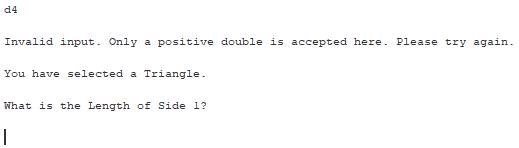 d4
Invalid input. Only a positive double is accepted here. Please try again.
You have selected a Triangle.
What is the Length of Side 1?